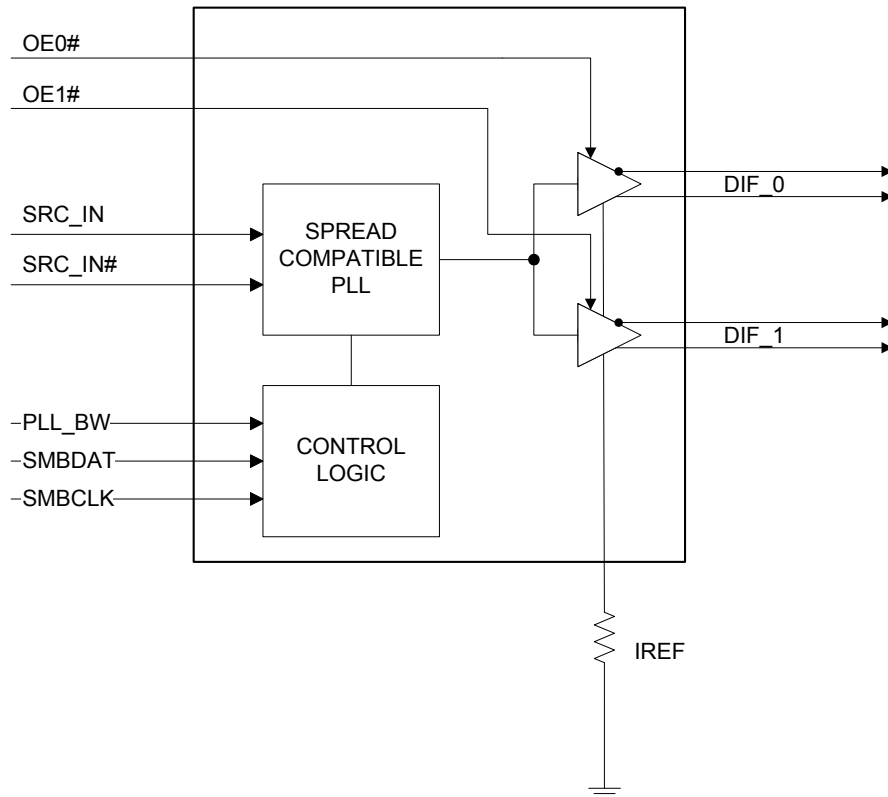 OE0#
OE1#
DIF_0
SRC_IN
SPREAD
COMPATIBLE
PLL
SRC_IN#
DIF_1
PLL_BW
CONTROL
LOGIC
SMBDAT
SMBCLK
IREF